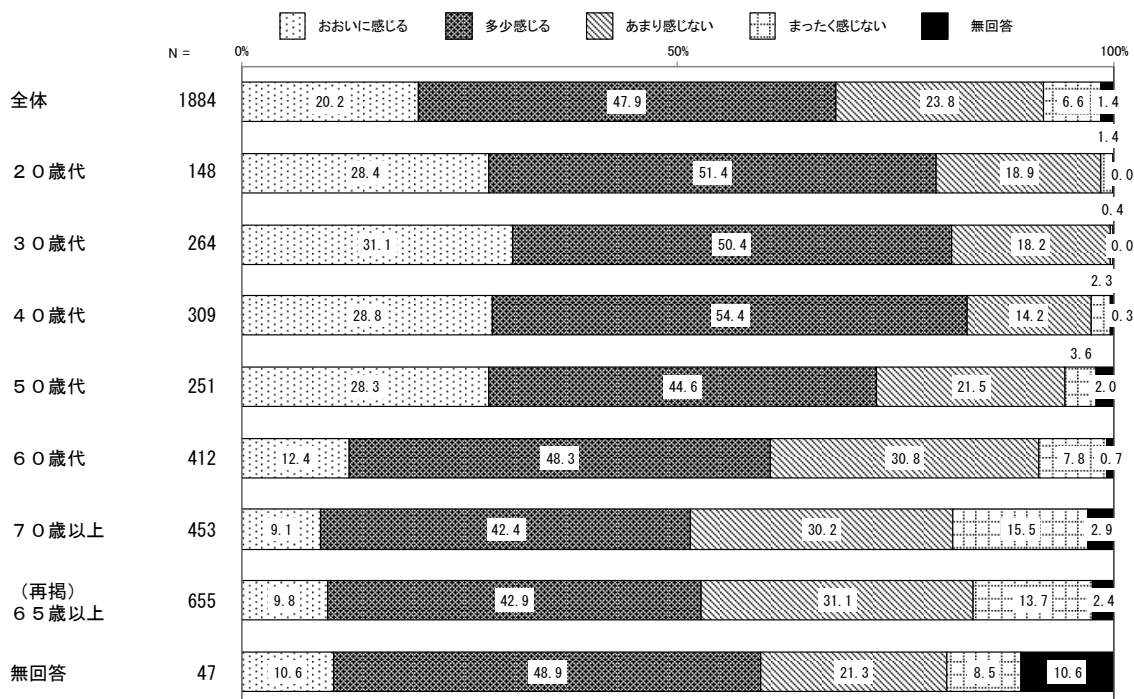 おおいに感じる 多少感じる あまり感じない まったく感じない 無回答
N = 0% 50% 100%
全体 1884 20.2 47.9 23.8 6.6 1.4
1.4
２０歳代 148 28.4 51.4 18.9 0.0
0.4
３０歳代 264 31.1 50.4 18.2 0.0
2.3
４０歳代 309 28.8 54.4 14.2 0.3
3.6
５０歳代 251 28.3 44.6 21.5 2.0
６０歳代 412 12.4 48.3 30.8 7.8 0.7
７０歳以上 453 9.1 42.4 30.2 15.5 2.9
（再掲）
６５歳以上 655 9.8 42.9 31.1 13.7 2.4
無回答 47 10.6 48.9 21.3 8.5 10.6